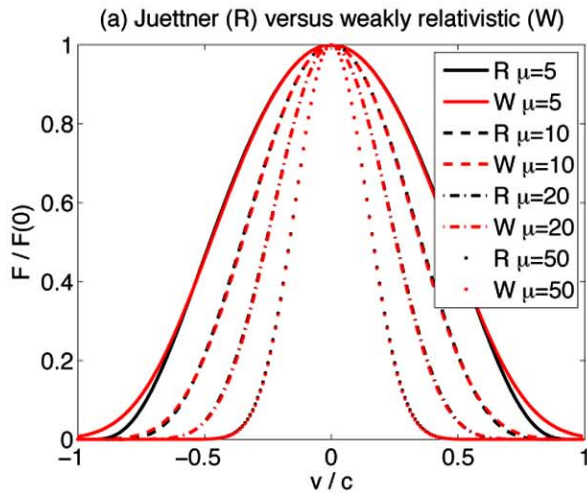 (a) Juettner (R) versus weakly relativistic (W)
1
0.8
0.6
0.4
0.2
0
F / F(0)
R μ=5
W μ=5
R μ=10
W μ=10
R μ=20
W μ=20
R μ=50
W μ=50
−1 −0.5 0 0.5 1
v / c